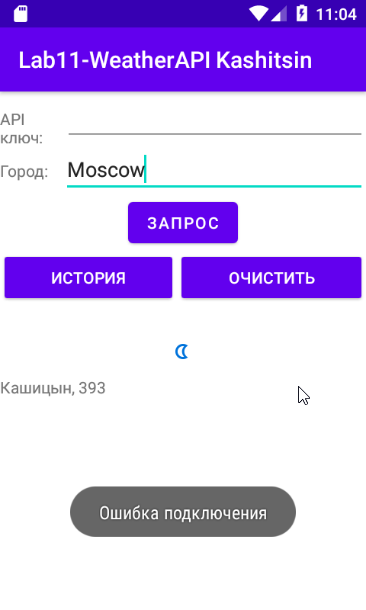 11:04
Lab11-WeatherAPI Kashitsin
API
ключ:
Город: Moscow
ЗАПРОС
ИСТОРИЯ ОЧИСТИТЬ
Кашицын, 393
Ошибка подключения